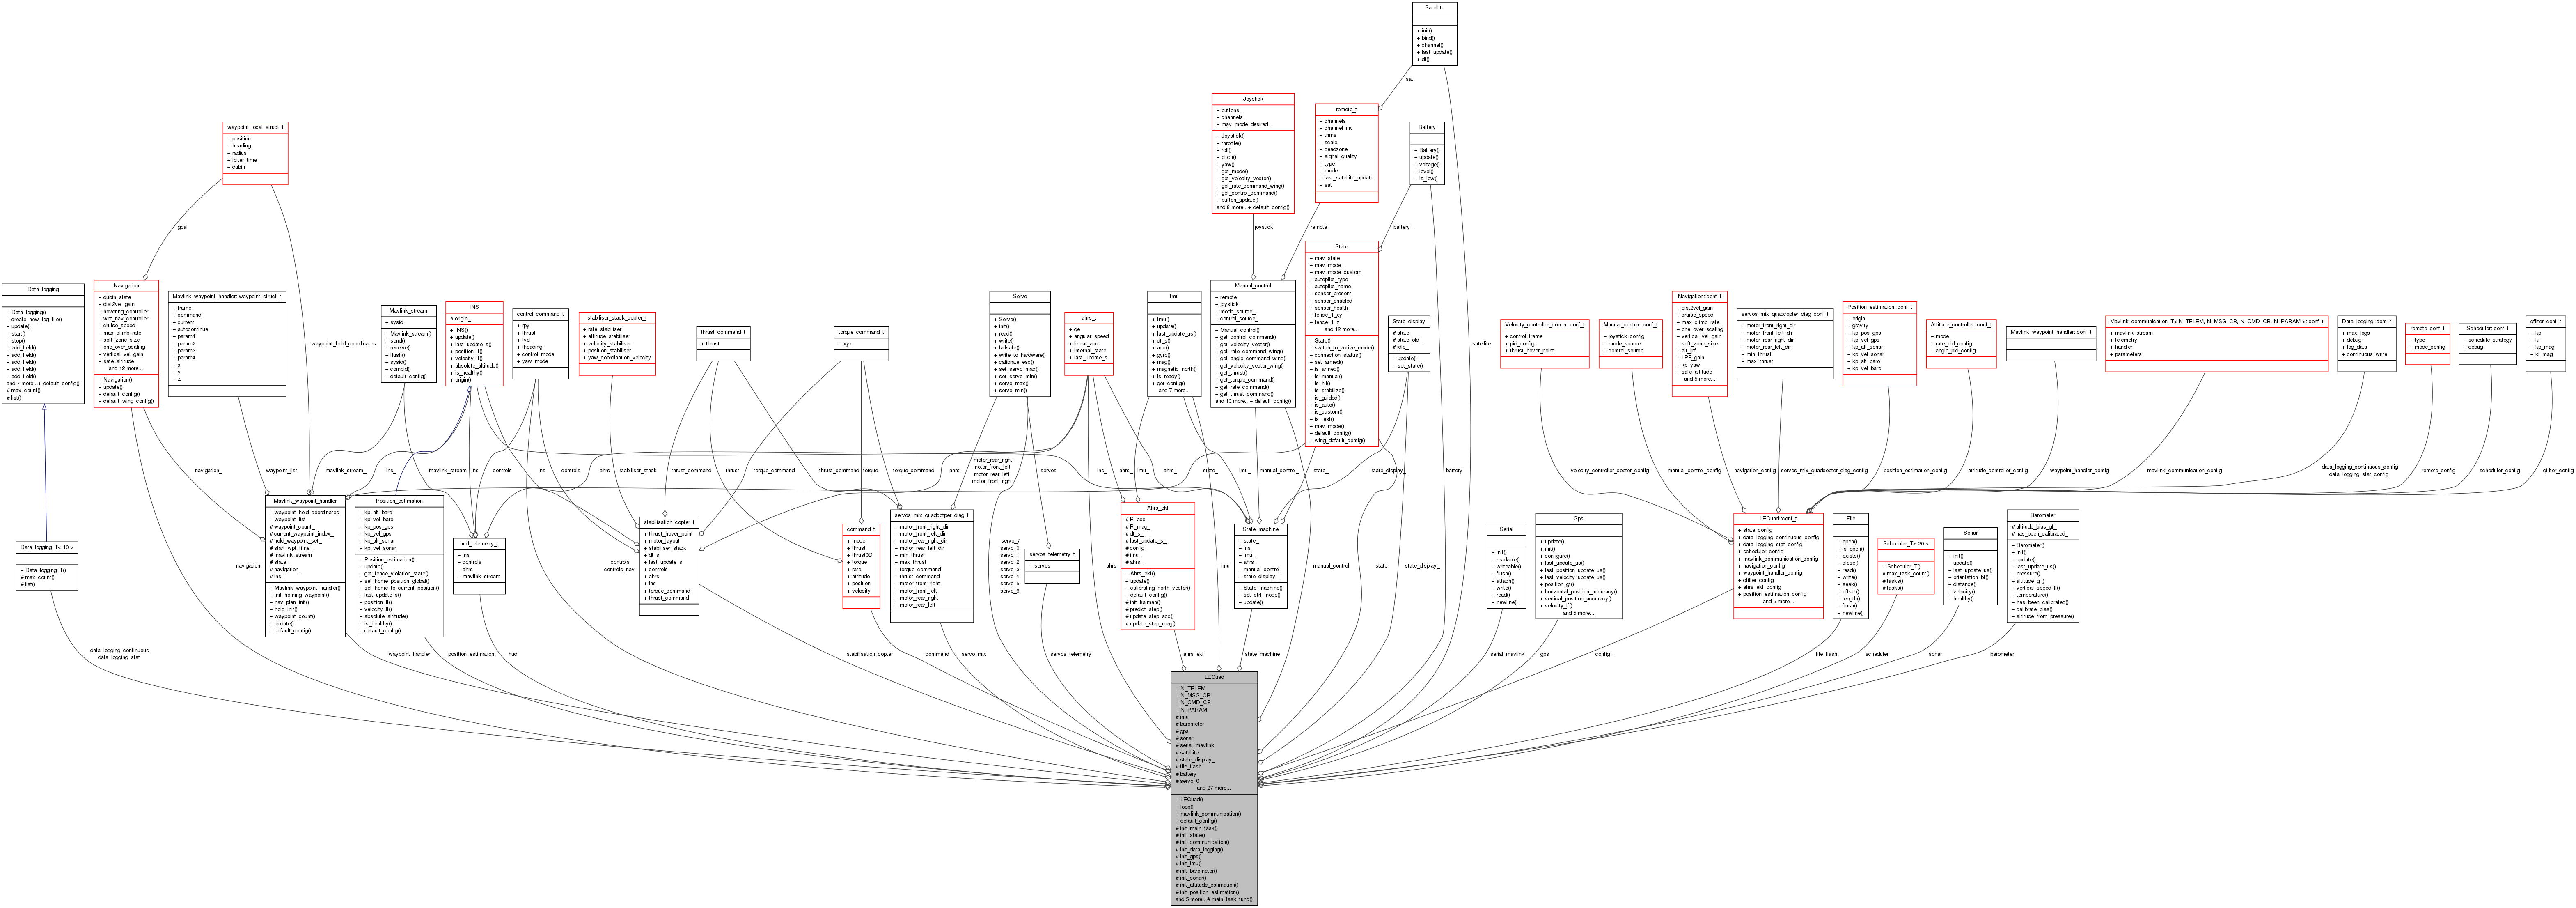 Satellite
+ init()
+ bind()
+ channel()
+ last_update()
+ dt()
sat
Joystick
+ buttons_
+ channels_
+ mav_mode_desired_
+ Joystick()
+ throttle()
+ roll()
+ pitch()
+ yaw()
+ get_mode()
+ get_velocity_vector()
+ get_rate_command_wing()
+ get_control_command()
+ button_update()
and 8 more...+ default_config()
remote_t
+ channels
+ channel_inv
+ trims
+ scale
+ deadzone
+ signal_quality
+ type
+ mode
+ last_satellite_update
+ sat
Battery
+ Battery()
+ update()
+ voltage()
+ level()
+ is_low()
waypoint_local_struct_t
+ position
+ heading
+ radius
+ loiter_time
+ dubin
goal
joystick
remote
battery_
Data_logging
+ Data_logging()
+ create_new_log_file()
+ update()
+ start()
+ stop()
+ add_field()
+ add_field()
+ add_field()
+ add_field()
+ add_field()
and 7 more...+ default_config()
# max_count()
# list()
Navigation
+ dubin_state
+ dist2vel_gain
+ hovering_controller
+ wpt_nav_controller
+ cruise_speed
+ max_climb_rate
+ soft_zone_size
+ one_over_scaling
+ vertical_vel_gain
+ safe_altitude
and 12 more...
+ Navigation()
+ update()
+ default_config()
+ default_wing_config()
Mavlink_waypoint_handler::waypoint_struct_t
+ frame
+ command
+ current
+ autocontinue
+ param1
+ param2
+ param3
+ param4
+ x
+ y
+ z
waypoint_hold_coordinates
Mavlink_stream
+ sysid_
+ Mavlink_stream()
+ send()
+ receive()
+ flush()
+ sysid()
+ compid()
+ default_config()
INS
# origin_
+ INS()
+ update()
+ last_update_s()
+ position_lf()
+ velocity_lf()
+ absolute_altitude()
+ is_healthy()
+ origin()
control_command_t
+ rpy
+ thrust
+ tvel
+ theading
+ control_mode
+ yaw_mode
stabiliser_stack_copter_t
+ rate_stabiliser
+ attitude_stabiliser
+ velocity_stabiliser
+ position_stabiliser
+ yaw_coordination_velocity
thrust_command_t
+ thrust
torque_command_t
+ xyz
Servo
+ Servo()
+ init()
+ read()
+ write()
+ failsafe()
+ write_to_hardware()
+ calibrate_esc()
+ set_servo_max()
+ set_servo_min()
+ servo_max()
+ servo_min()
ahrs_t
+ qe
+ angular_speed
+ linear_acc
+ internal_state
+ last_update_s
Imu
+ Imu()
+ update()
+ last_update_us()
+ dt_s()
+ acc()
+ gyro()
+ mag()
+ magnetic_north()
+ is_ready()
+ get_config()
and 7 more...
Manual_control
+ remote
+ joystick
+ mode_source_
+ control_source_
+ Manual_control()
+ get_control_command()
+ get_velocity_vector()
+ get_rate_command_wing()
+ get_angle_command_wing()
+ get_velocity_vector_wing()
+ get_thrust()
+ get_torque_command()
+ get_rate_command()
+ get_thrust_command()
and 10 more...+ default_config()
State
+ mav_state_
+ mav_mode_
+ mav_mode_custom
+ autopilot_type
+ autopilot_name
+ sensor_present
+ sensor_enabled
+ sensor_health
+ fence_1_xy
+ fence_1_z
and 12 more...
+ State()
+ switch_to_active_mode()
+ connection_status()
+ set_armed()
+ is_armed()
+ is_manual()
+ is_hil()
+ is_stabilize()
+ is_guided()
+ is_auto()
+ is_custom()
+ is_test()
+ mav_mode()
+ default_config()
+ wing_default_config()
State_display
# state_
# state_old_
# idle_
+ update()
+ set_state()
satellite
Velocity_controller_copter::conf_t
+ control_frame
+ pid_config
+ thrust_hover_point
Manual_control::conf_t
+ joystick_config
+ mode_source
+ control_source
Navigation::conf_t
+ dist2vel_gain
+ cruise_speed
+ max_climb_rate
+ one_over_scaling
+ vertical_vel_gain
+ soft_zone_size
+ alt_lpf
+ LPF_gain
+ kp_yaw
+ safe_altitude
and 5 more...
servos_mix_quadcopter_diag_conf_t
+ motor_front_right_dir
+ motor_front_left_dir
+ motor_rear_right_dir
+ motor_rear_left_dir
+ min_thrust
+ max_thrust
Position_estimation::conf_t
+ origin
+ gravity
+ kp_pos_gps
+ kp_vel_gps
+ kp_alt_sonar
+ kp_vel_sonar
+ kp_alt_baro
+ kp_vel_baro
Attitude_controller::conf_t
+ mode
+ rate_pid_config
+ angle_pid_config
Mavlink_waypoint_handler::conf_t
Mavlink_communication_T< N_TELEM, N_MSG_CB, N_CMD_CB, N_PARAM >::conf_t
+ mavlink_stream
+ telemetry
+ handler
+ parameters
Data_logging::conf_t
+ max_logs
+ debug
+ log_data
+ continuous_write
remote_conf_t
+ type
+ mode_config
Scheduler::conf_t
+ schedule_strategy
+ debug
qfilter_conf_t
+ kp
+ ki
+ kp_mag
+ ki_mag
navigation_
waypoint_list
mavlink_stream_
ins_
mavlink_stream
ins
controls
ins
controls
ahrs
stabiliser_stack
thrust_command
thrust
torque_command
thrust_command
torque
torque_command
ahrs
motor_rear_right
motor_front_left
motor_rear_left
motor_front_right
servos
ins_
ahrs_
imu_
ahrs_
state_
imu_
manual_control_
state_
state_display_
battery
velocity_controller_copter_config
manual_control_config
navigation_config
servos_mix_quadcopter_diag_config
position_estimation_config
attitude_controller_config
waypoint_handler_config
mavlink_communication_config
data_logging_continuous_config
data_logging_stat_config
remote_config
scheduler_config
qfilter_config
Data_logging_T< 10 >
+ Data_logging_T()
# max_count()
# list()
navigation
Mavlink_waypoint_handler
+ waypoint_hold_coordinates
+ waypoint_list
# waypoint_count_
# current_waypoint_index_
# hold_waypoint_set_
# start_wpt_time_
# mavlink_stream_
# state_
# navigation_
# ins_
+ Mavlink_waypoint_handler()
+ init_homing_waypoint()
+ nav_plan_init()
+ hold_init()
+ waypoint_count()
+ update()
+ default_config()
Position_estimation
+ kp_alt_baro
+ kp_vel_baro
+ kp_pos_gps
+ kp_vel_gps
+ kp_alt_sonar
+ kp_vel_sonar
+ Position_estimation()
+ update()
+ get_fence_violation_state()
+ set_home_position_global()
+ set_home_to_current_position()
+ last_update_s()
+ position_lf()
+ velocity_lf()
+ absolute_altitude()
+ is_healthy()
+ default_config()
hud_telemetry_t
+ ins
+ controls
+ ahrs
+ mavlink_stream
controls
controls_nav
stabilisation_copter_t
+ thrust_hover_point
+ motor_layout
+ stabiliser_stack
+ dt_s
+ last_update_s
+ controls
+ ahrs
+ ins
+ torque_command
+ thrust_command
command_t
+ mode
+ thrust
+ thrust3D
+ torque
+ rate
+ attitude
+ position
+ velocity
servos_mix_quadcotper_diag_t
+ motor_front_right_dir
+ motor_front_left_dir
+ motor_rear_right_dir
+ motor_rear_left_dir
+ min_thrust
+ max_thrust
+ torque_command
+ thrust_command
+ motor_front_right
+ motor_front_left
+ motor_rear_right
+ motor_rear_left
servo_7
servo_0
servo_1
servo_2
servo_3
servo_4
servo_5
servo_6
servos_telemetry_t
+ servos
ahrs
Ahrs_ekf
# R_acc_
# R_mag_
# dt_s_
# last_update_s_
# config_
# imu_
# ahrs_
+ Ahrs_ekf()
+ update()
+ calibrating_north_vector()
+ default_config()
# init_kalman()
# predict_step()
# update_step_acc()
# update_step_mag()
imu
State_machine
+ state_
+ ins_
+ imu_
+ ahrs_
+ manual_control_
+ state_display_
+ State_machine()
+ set_ctrl_mode()
+ update()
manual_control
state
state_display_
Serial
+ init()
+ readable()
+ writeable()
+ flush()
+ attach()
+ write()
+ read()
+ newline()
Gps
+ update()
+ init()
+ configure()
+ last_update_us()
+ last_position_update_us()
+ last_velocity_update_us()
+ position_gf()
+ horizontal_position_accuracy()
+ vertical_position_accuracy()
+ velocity_lf()
and 5 more...
LEQuad::conf_t
+ state_config
+ data_logging_continuous_config
+ data_logging_stat_config
+ scheduler_config
+ mavlink_communication_config
+ navigation_config
+ waypoint_handler_config
+ qfilter_config
+ ahrs_ekf_config
+ position_estimation_config
and 5 more...
File
+ open()
+ is_open()
+ exists()
+ close()
+ read()
+ write()
+ seek()
+ offset()
+ length()
+ flush()
+ newline()
Scheduler_T< 20 >
+ Scheduler_T()
# max_task_count()
# tasks()
# tasks()
Sonar
+ init()
+ update()
+ last_update_us()
+ orientation_bf()
+ distance()
+ velocity()
+ healthy()
Barometer
# altitude_bias_gf_
# has_been_calibrated_
+ Barometer()
+ init()
+ update()
+ last_update_us()
+ pressure()
+ altitude_gf()
+ vertical_speed_lf()
+ temperature()
+ has_been_calibrated()
+ calibrate_bias()
+ altitude_from_pressure()
data_logging_continuous
data_logging_stat
waypoint_handler
position_estimation
hud
stabilisation_copter
command
servo_mix
servos_telemetry
ahrs_ekf
state_machine
serial_mavlink
gps
config_
file_flash
scheduler
sonar
barometer
LEQuad
+ N_TELEM
+ N_MSG_CB
+ N_CMD_CB
+ N_PARAM
# imu
# barometer
# gps
# sonar
# serial_mavlink
# satellite
# state_display_
# file_flash
# battery
# servo_0
and 27 more...
+ LEQuad()
+ loop()
+ mavlink_communication()
+ default_config()
# init_main_task()
# init_state()
# init_communication()
# init_data_logging()
# init_gps()
# init_imu()
# init_barometer()
# init_sonar()
# init_attitude_estimation()
# init_position_estimation()
and 5 more...# main_task_func()